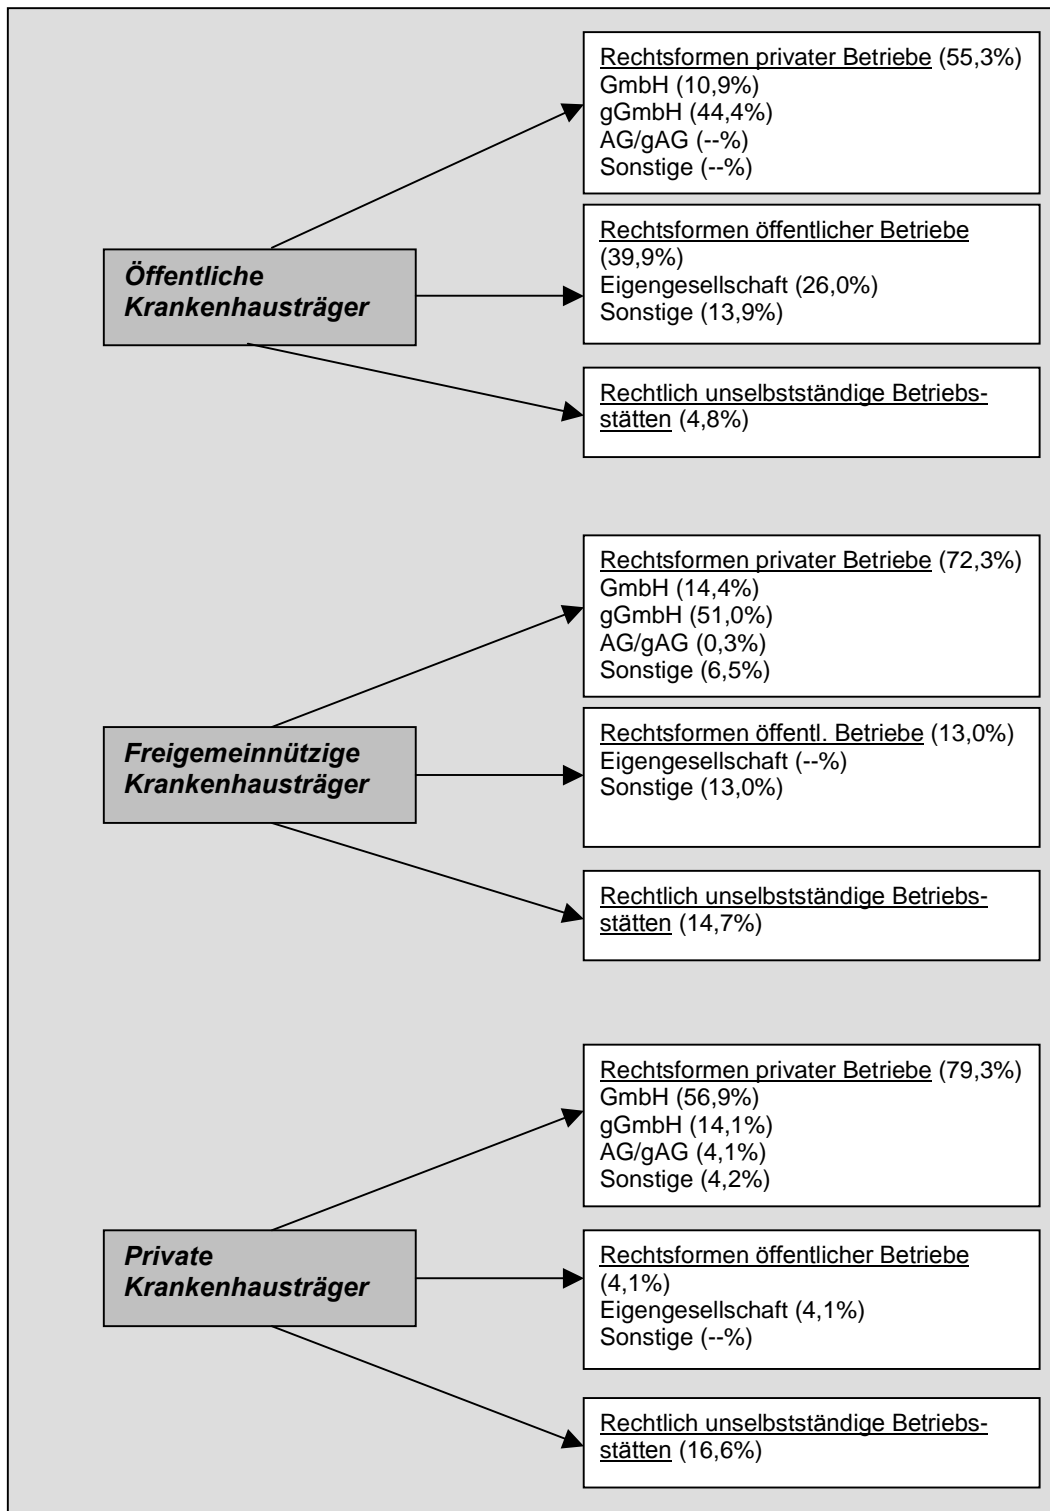 Rechtsformen privater Betriebe (55,3%)
GmbH (10,9%)
gGmbH (44,4%)
AG/gAG (--%)
Sonstige (--%)
Öffentliche
Krankenhausträger
Rechtsformen öffentlicher Betriebe
(39,9%)
Eigengesellschaft (26,0%)
Sonstige (13,9%)
Rechtlich unselbstständige Betriebs-
stätten (4,8%)
Rechtsformen privater Betriebe (72,3%)
GmbH (14,4%)
gGmbH (51,0%)
AG/gAG (0,3%)
Sonstige (6,5%)
Freigemeinnützige
Krankenhausträger
Rechtsformen öffentl. Betriebe (13,0%)
Eigengesellschaft (--%)
Sonstige (13,0%)
Rechtlich unselbstständige Betriebs-
stätten (14,7%)
Rechtsformen privater Betriebe (79,3%)
GmbH (56,9%)
gGmbH (14,1%)
AG/gAG (4,1%)
Sonstige (4,2%)
Private
Krankenhausträger
Rechtsformen öffentlicher Betriebe
(4,1%)
Eigengesellschaft (4,1%)
Sonstige (--%)
Rechtlich unselbstständige Betriebs-
stätten (16,6%)